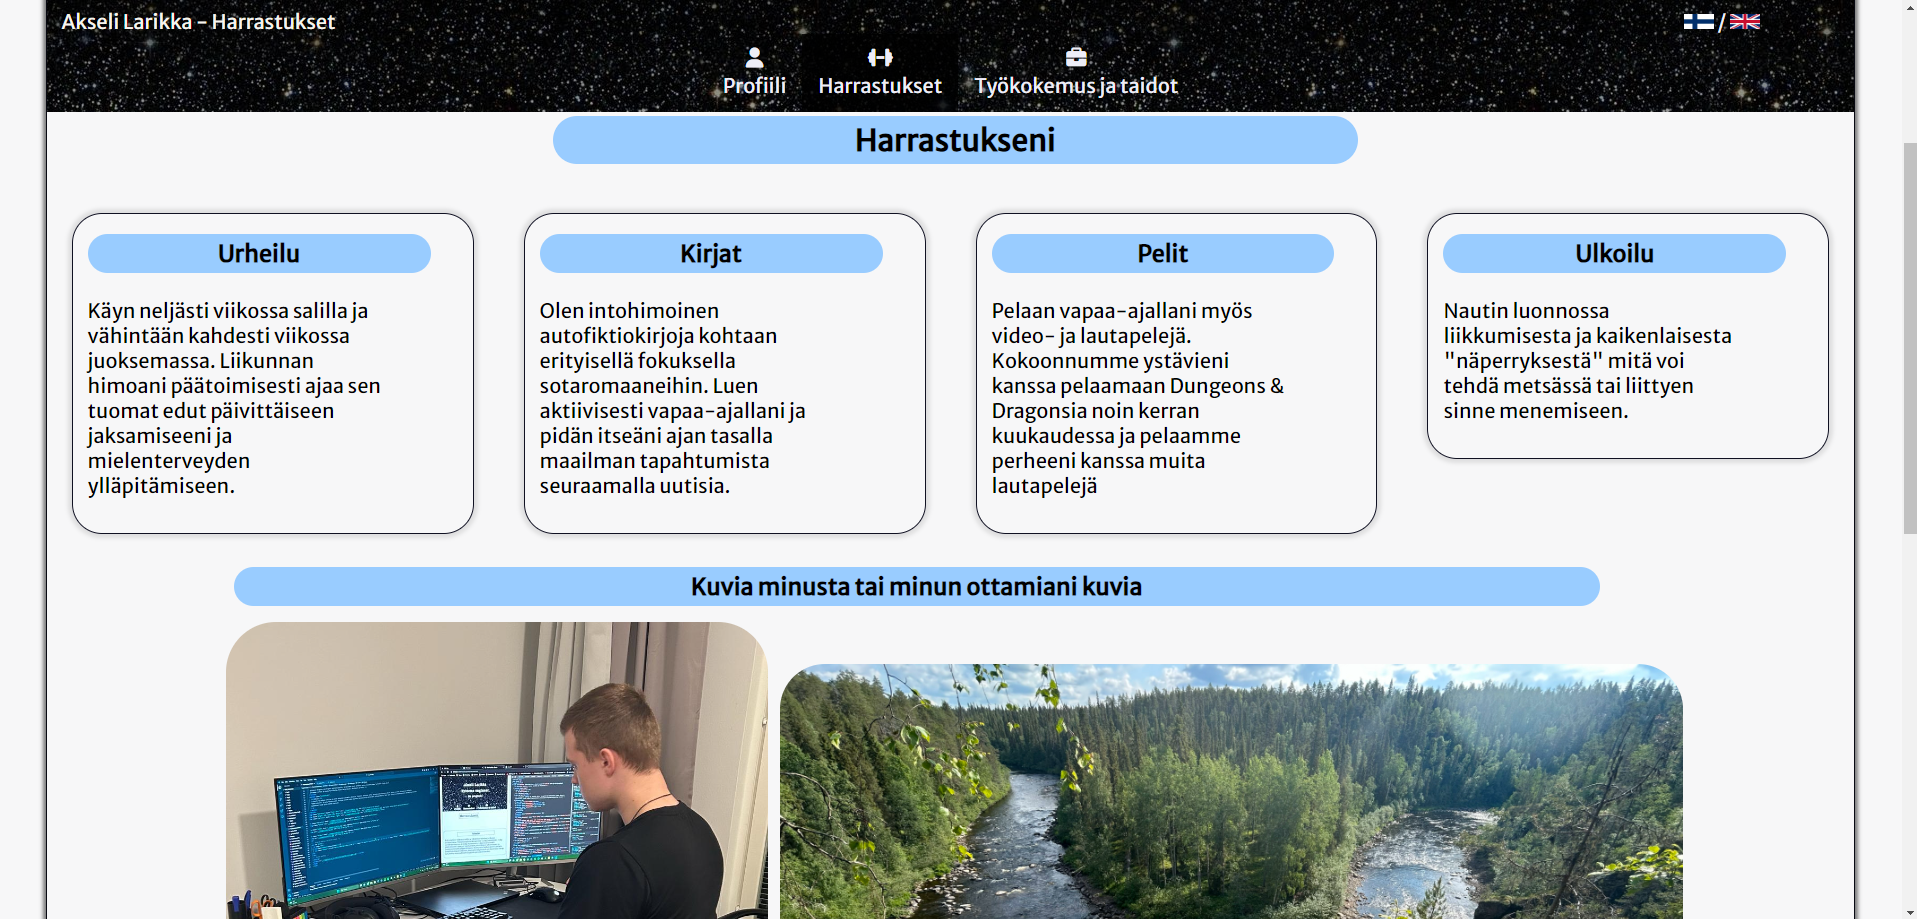 Akseli Larikka - Harrastukset
/
Profiili
Harrastukset
Työkokemus ja taidot
Harrastukseni
Urheilu
Käyn neljästi viikossa salilla ja
vähintään kahdesti viikossa
juoksemassa. Liikunnan
himoani päätoimisesti ajaa sen
tuomat edut päivittäiseen
jaksamiseeni ja
mielenterveyden
ylläpitämiseen.
Kirjat
Olen intohimoinen
autofiktiokirjoja kohtaan
erityisellä fokuksella
sotaromaaneihin. Luen
aktiivisesti vapaa-ajallani ja
pidän itseäni ajan tasalla
maailman tapahtumista
seuraamalla uutisia.
Pelit
Pelaan vapaa-ajallani myös
video- ja lautapelejä.
Kokoonnumme ystävieni
kanssa pelaamaan Dungeons &
Dragonsia noin kerran
kuukaudessa ja pelaamme
perheeni kanssa muita
lautapelejä
Ulkoilu
Nautin luonnossa
liikkumisesta ja kaikenlaisesta
"näperryksestä" mitä voi
tehdä metsässä tai liittyen
sinne menemiseen.
Kuvia minusta tai minun ottamiani kuvia